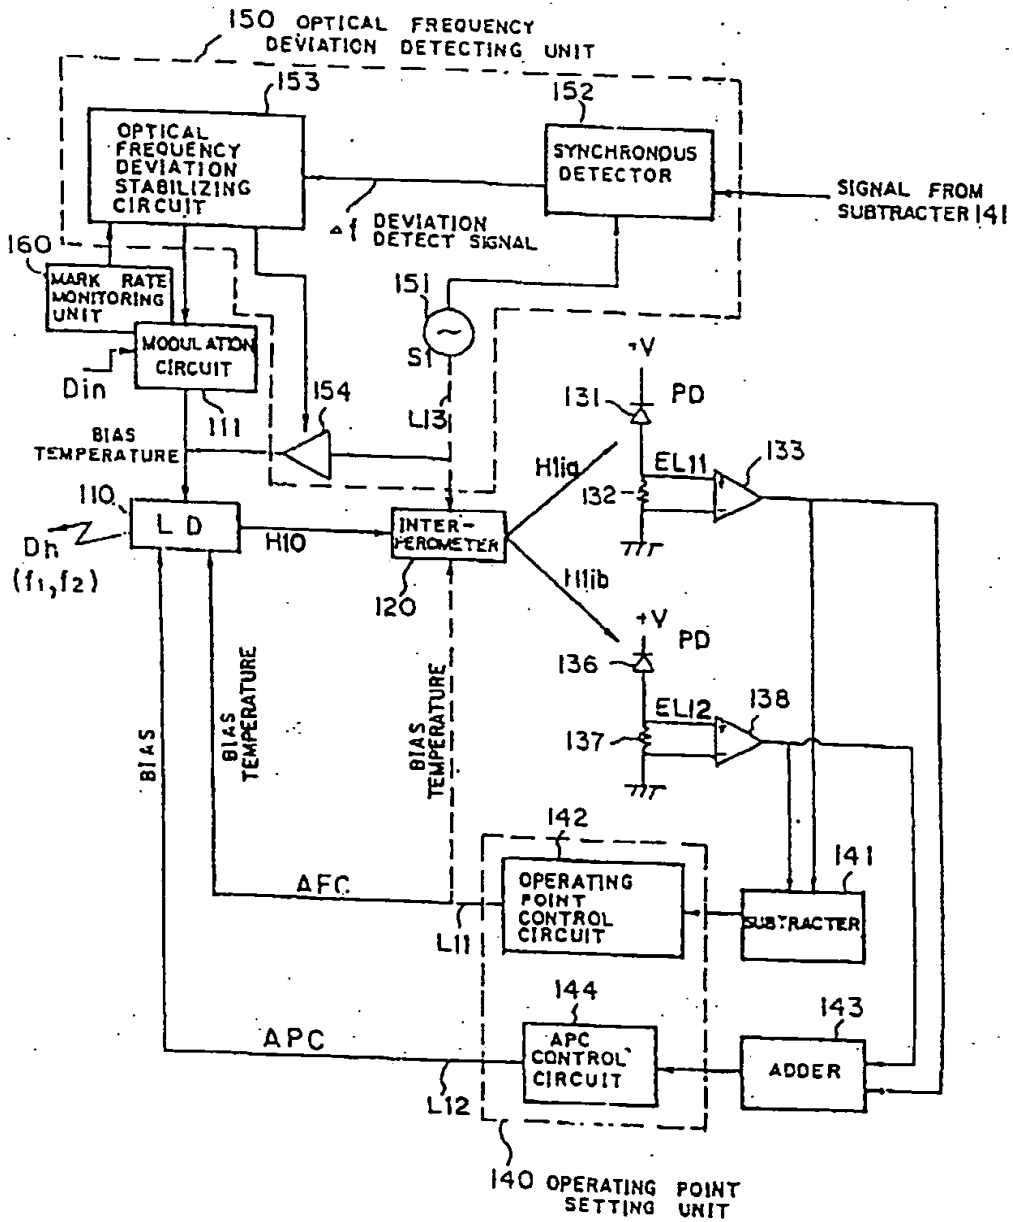 150 OPTICAL FREQUENCY
DEVIATION DETECTING UNIT
153
152
OPTICAL
FREQUENCY
DEVIATION
STABILIZING
CIRCUIT
SYNCHRONOUS
DETECTOR
SIGNAL FROM
SUBTRACTER 141
Δf DEVIATION
DETECT SIGNAL
160
MARK RATE
MONITORING
UNIT
151
~
S1
MODULATION
CIRCUIT
Din
111
154
L13
+V
131
PD
BIAS
TEMPERATURE
H11a
EL11
133
132
+
-
110
LD
H10
INTER-
FEROMETER
120
Dh
(f1,f2)
H11b
+V
PD
136
EL12
138
137
+
-
BIAS
BIAS
TEMPERATURE
BIAS
TEMPERATURE
142
141
AFC
OPERATING
POINT
CONTROL
CIRCUIT
SUBTRACTER
L11
144
143
APC
APC
CONTROL
CIRCUIT
ADDER
L12
140 OPERATING POINT
SETTING UNIT